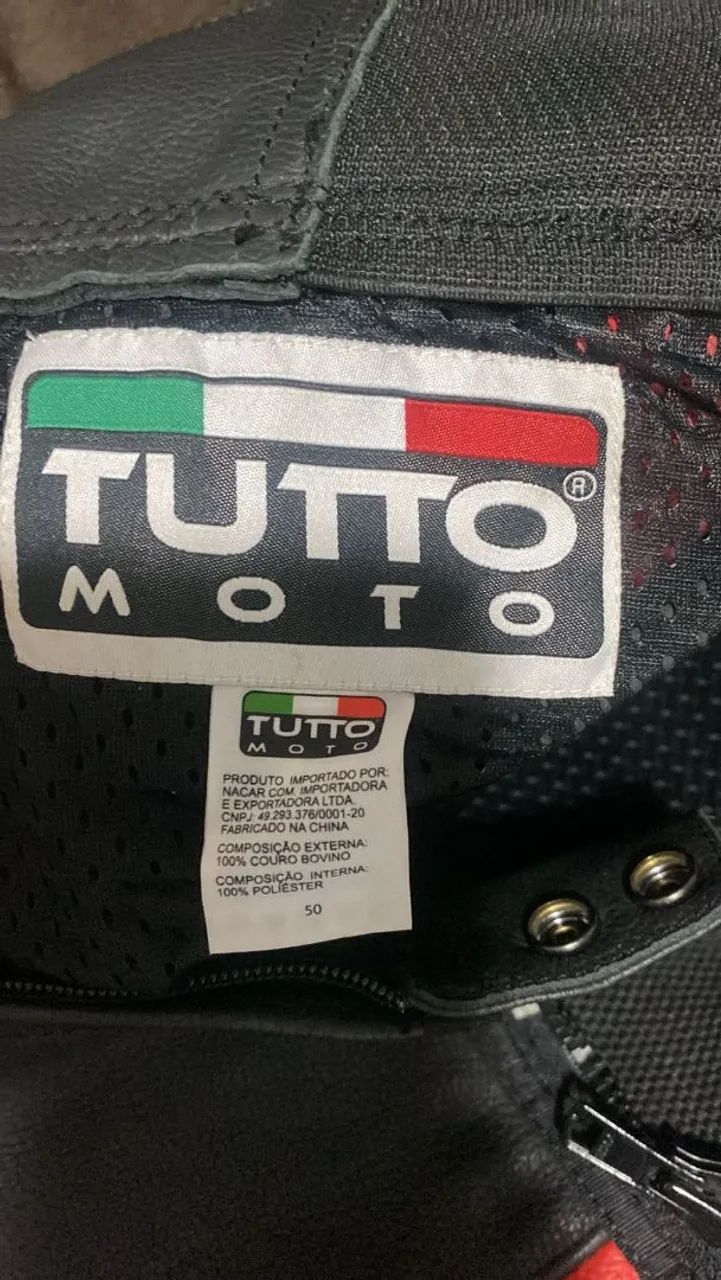 TUTTO®
MOTO
TUTTO
MOTO
PRODUTO IMPORTADO POR:
NACAR COM. IMPORTADORA
E EXPORTADORA LTDA.
CNPJ: 49.293.376/0001-20
FABRICADO NA CHINA
COMPOSIÇÃO EXTERNA:
100% COURO BOVINO
COMPOSIÇÃO INTERNA:
100% POLIÉSTER
50